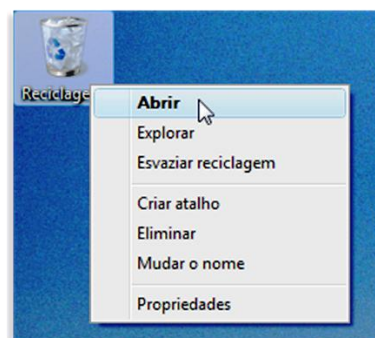 Reciclage
Abrir
Explorar
Esvaziar reciclagem
Criar atalho
Eliminar
Mudar o nome
Propriedades